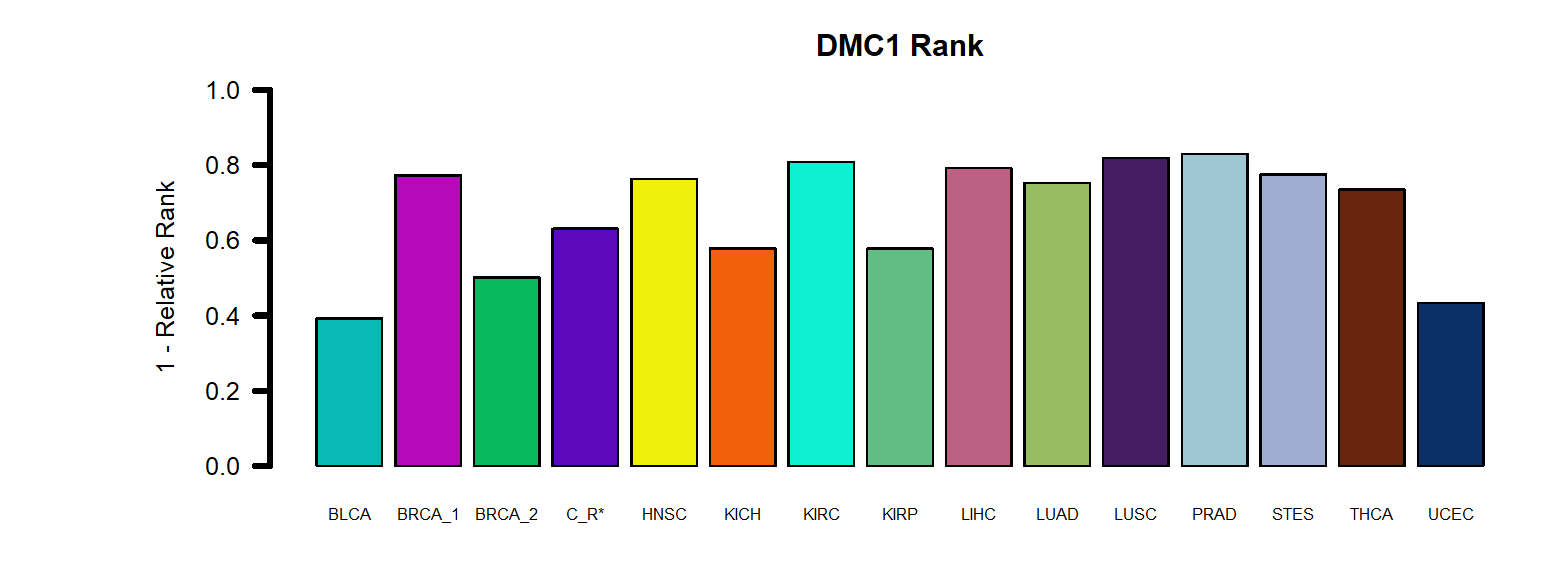 DMC1 Rank
1 - Relative Rank
1.0
0.8
0.6
0.4
0.2
0.0
BLCA BRCA_1 BRCA_2 C_R* HNSC KICH KIRC KIRP LIHC LUAD LUSC PRAD STES THCA UCEC